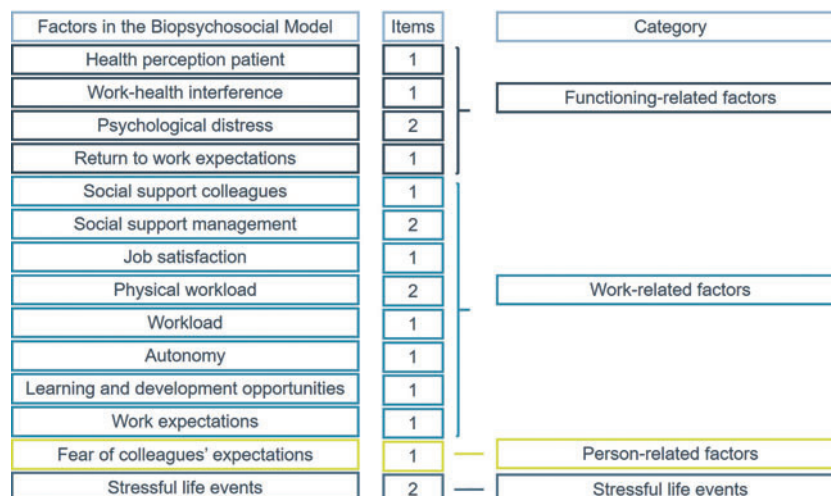 Factors in the Biopsychosocial Model Items Category
Health perception patient 1
Work-health interference 1
Functioning-related factors
Psychological distress 2
Return to work expectations 1
Social support colleagues 1
Social support management 2
Job satisfaction 1
Physical workload 2 Work-related factors
Workload 1
Autonomy 1
Learning and development opportunities 1
Work expectations 1
Fear of colleagues’ expectations 1 Person-related factors
Stressful life events 2 Stressful life events